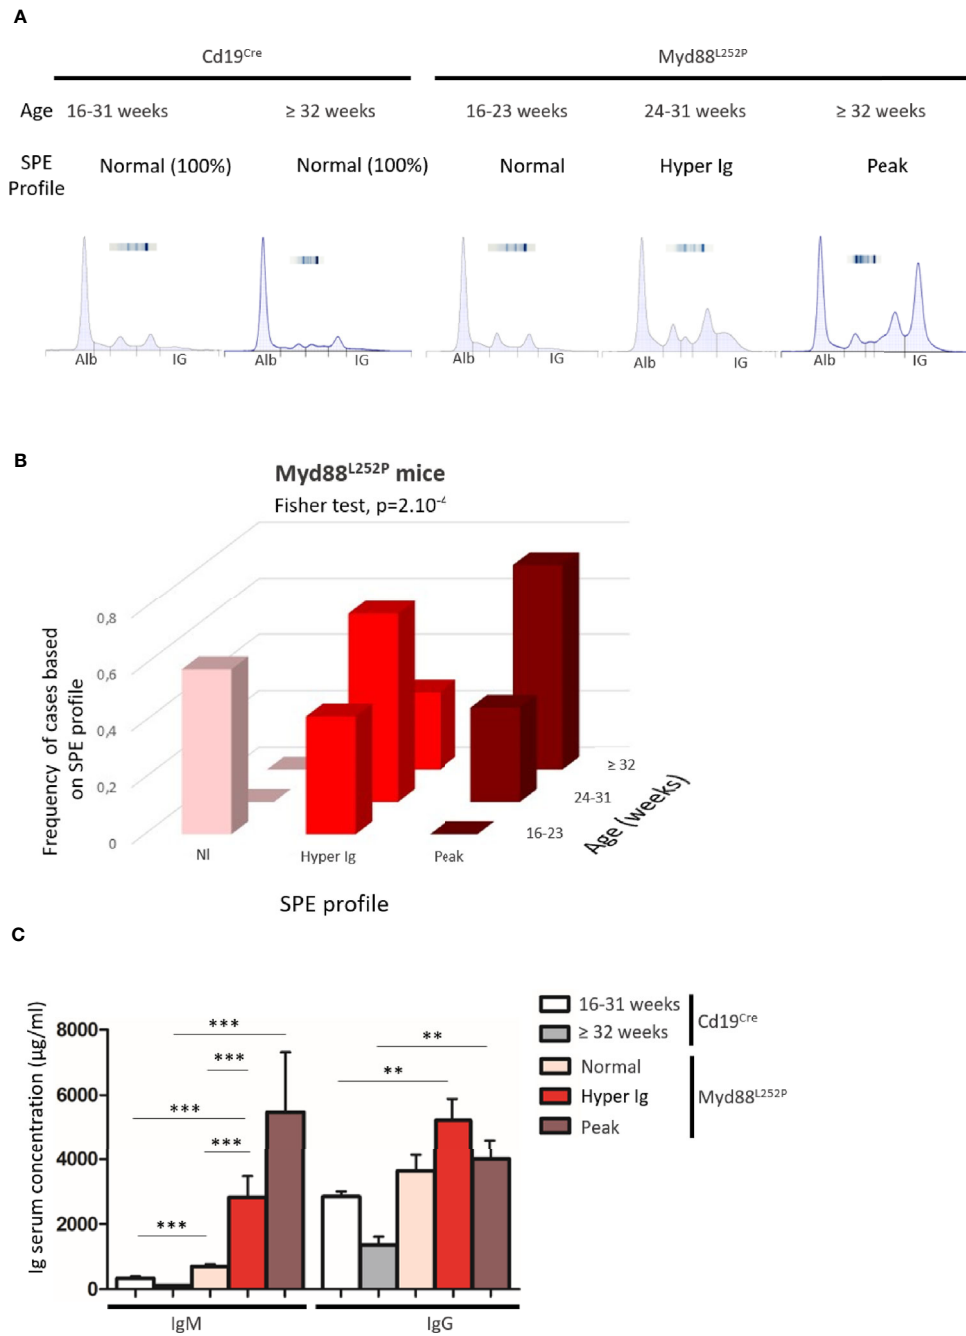 A
Cd19Cre Myd88L252P
Age 16-31 weeks ≥ 32 weeks 16-23 weeks 24-31 weeks ≥ 32 weeks
SPE Profile Normal (100%) Normal (100%) Normal Hyper Ig Peak
Alb IG Alb IG Alb IG Alb IG Alb IG
B
Myd88L252P mice
Fisher test, p=2.10-4
Frequency of cases based
on SPE profile
0,8
0,6
0,4
0,2
0
≥ 32
24-31
16-23
Age (weeks)
Nl Hyper Ig Peak
SPE profile
C
Ig serum concentration (µg/ml)
8000
6000
4000
2000
0
*** 
***
***
***
***
**
**
IgM IgG
16-31 weeks
≥ 32 weeks
Cd19Cre
Normal
Hyper Ig
Peak
Myd88L252P